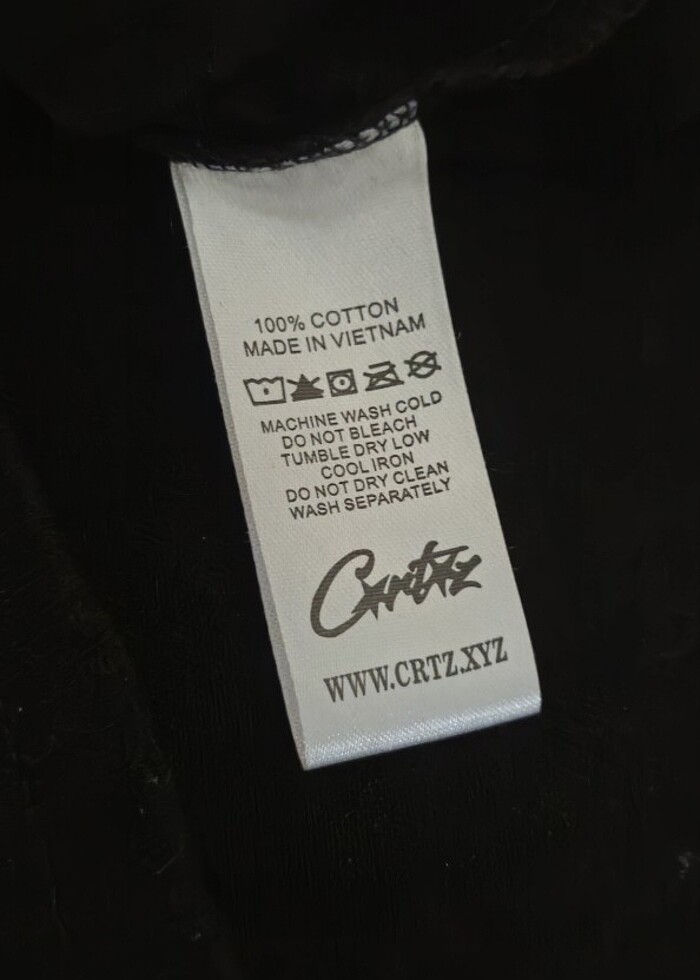 100% COTTON
MADE IN VIETNAM
MACHINE WASH COLD
DO NOT BLEACH
TUMBLE DRY LOW
COOL IRON
DO NOT DRY CLEAN
WASH SEPARATELY
Crrtz
WWW.CRTZ.XYZ